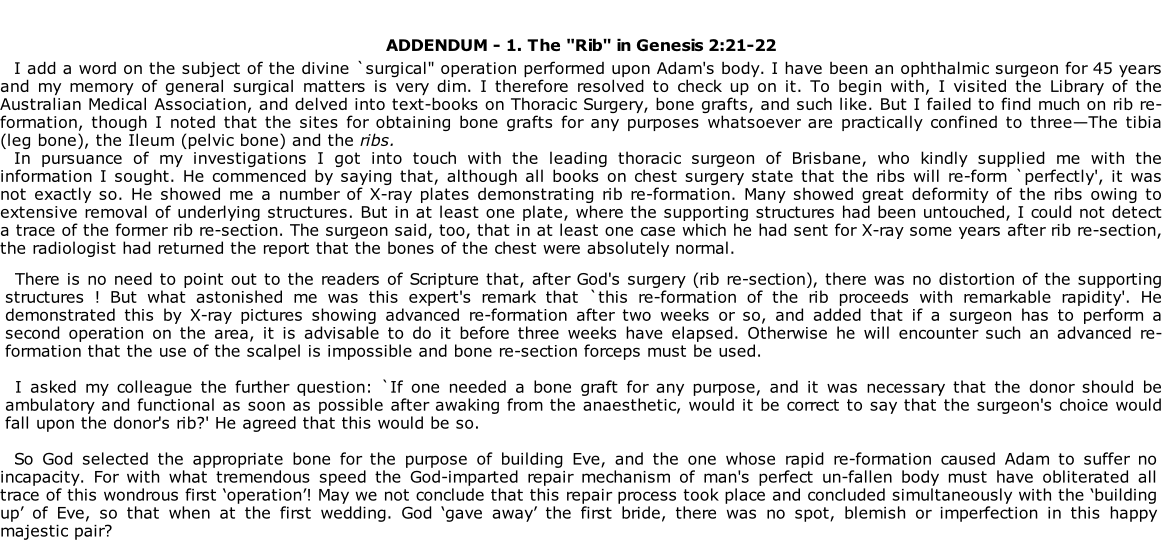 ADDENDUM - 1. The "Rib" in Genesis 2:21-22
I add a word on the subject of the divine `surgical" operation performed upon Adam's body. I have been an ophthalmic surgeon for 45 years
and my memory of general surgical matters is very dim. I therefore resolved to check up on it. To begin with, I visited the Library of the
Australian Medical Association, and delved into text-books on Thoracic Surgery, bone grafts, and such like. But I failed to find much on rib re-
formation, though I noted that the sites for obtaining bone grafts for any purposes whatsoever are practically confined to three—The tibia
(leg bone), the Ileum (pelvic bone) and the ribs.
In pursuance of my investigations I got into touch with the leading thoracic surgeon of Brisbane, who kindly supplied me with the
information I sought. He commenced by saying that, although all books on chest surgery state that the ribs will re-form `perfectly', it was
not exactly so. He showed me a number of X-ray plates demonstrating rib re-formation. Many showed great deformity of the ribs owing to
extensive removal of underlying structures. But in at least one plate, where the supporting structures had been untouched, I could not detect
a trace of the former rib re-section. The surgeon said, too, that in at least one case which he had sent for X-ray some years after rib re-section,
the radiologist had returned the report that the bones of the chest were absolutely normal.
There is no need to point out to the readers of Scripture that, after God's surgery (rib re-section), there was no distortion of the supporting
structures ! But what astonished me was this expert's remark that `this re-formation of the rib proceeds with remarkable rapidity'. He
demonstrated this by X-ray pictures showing advanced re-formation after two weeks or so, and added that if a surgeon has to perform a
second operation on the area, it is advisable to do it before three weeks have elapsed. Otherwise he will encounter such an advanced re-
formation that the use of the scalpel is impossible and bone re-section forceps must be used.
I asked my colleague the further question: `If one needed a bone graft for any purpose, and it was necessary that the donor should be
ambulatory and functional as soon as possible after awaking from the anaesthetic, would it be correct to say that the surgeon's choice would
fall upon the donor's rib?' He agreed that this would be so.
So God selected the appropriate bone for the purpose of building Eve, and the one whose rapid re-formation caused Adam to suffer no
incapacity. For with what tremendous speed the God-imparted repair mechanism of man's perfect un-fallen body must have obliterated all
trace of this wondrous first ‘operation’! May we not conclude that this repair process took place and concluded simultaneously with the ‘building
up’ of Eve, so that when at the first wedding. God ‘gave away’ the first bride, there was no spot, blemish or imperfection in this happy
majestic pair?